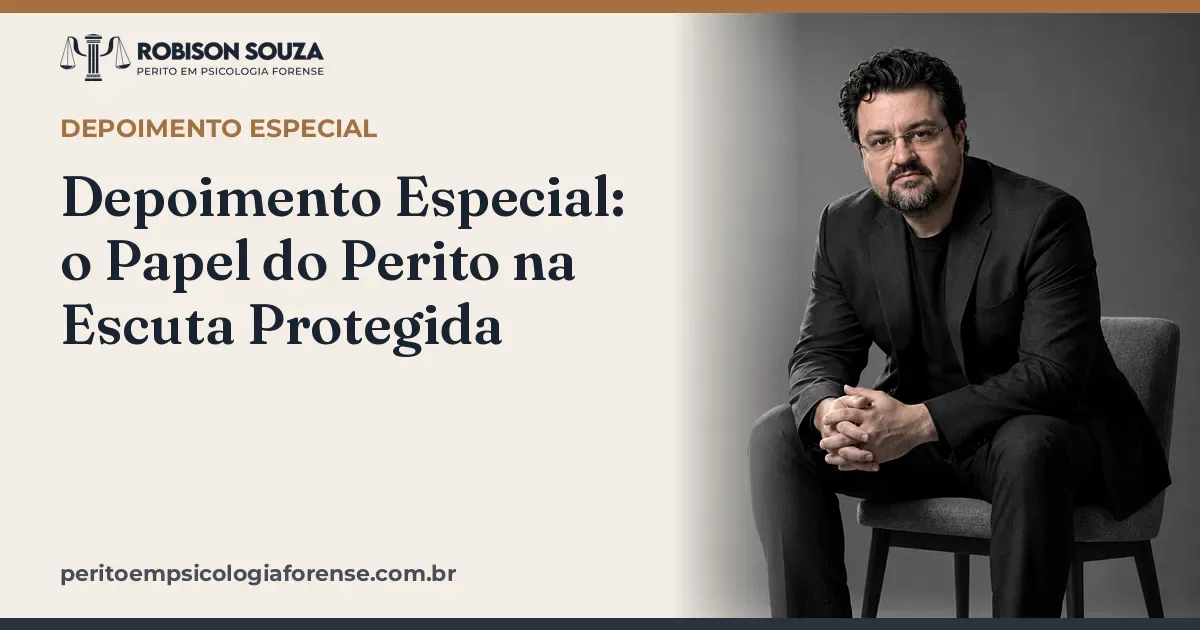 ROBISON SOUZA
PERITO EM PSICOLOGIA FORENSE
DEPOIMENTO ESPECIAL
Depoimento Especial:
o Papel do Perito na
Escuta Protegida
peritoempsicologiaforense.com.br